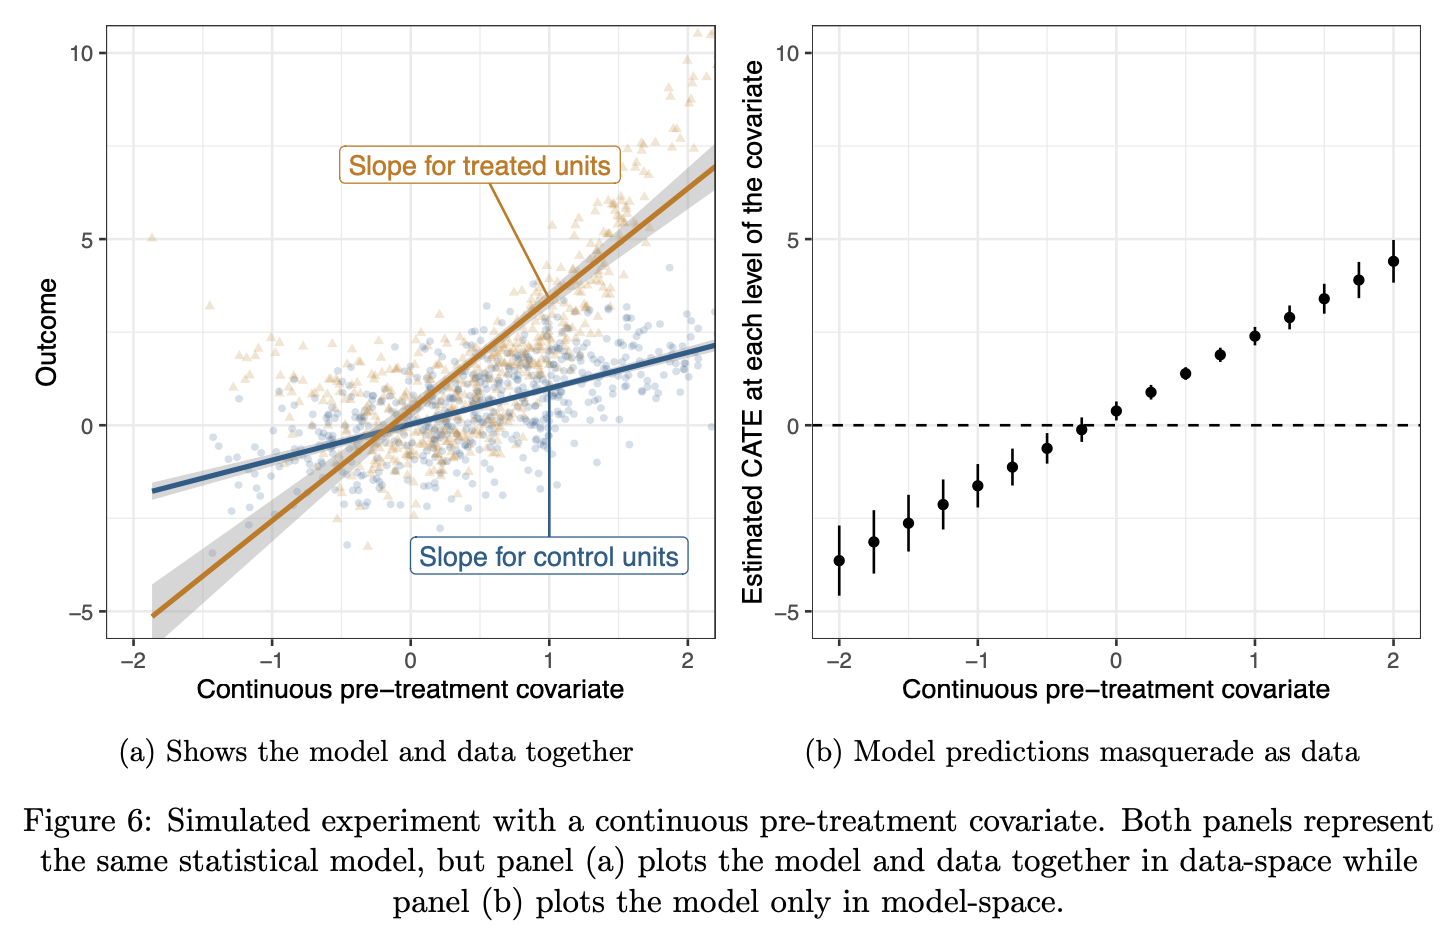 10
5
0
−5
−2
−1
0
1
2
Outcome
Continuous pre−treatment covariate
Slope for treated units
Slope for control units
10
5
0
−5
−2
−1
0
1
2
Estimated CATE at each level of the covariate
Continuous pre−treatment covariate
(a) Shows the model and data together
(b) Model predictions masquerade as data
Figure 6: Simulated experiment with a continuous pre-treatment covariate. Both panels represent
the same statistical model, but panel (a) plots the model and data together in data-space while
panel (b) plots the model only in model-space.